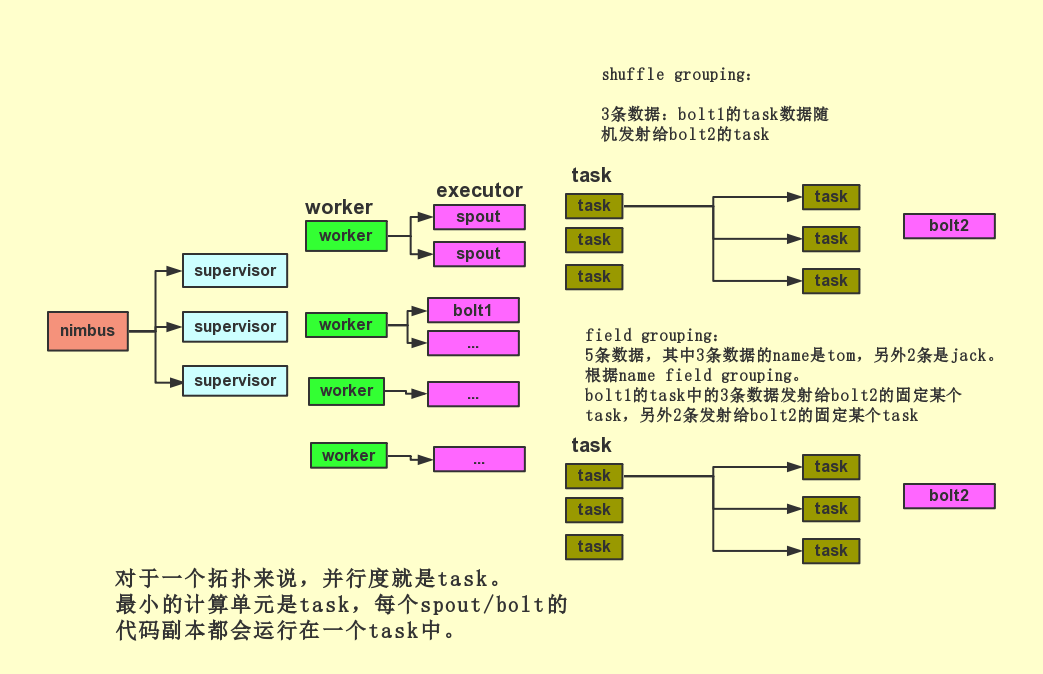 shuffle grouping:
3条数据: bolt1的task数据随
机发射给bolt2的task
task
executor
task
task
spout
worker
bolt2
worker
task
task
spout
supervisor
task
task
bolt1
worker
supervisor
nimbus
...
field grouping:
5条数据, 其中3条数据的name是tom, 另外2条是jack。
根据name field grouping。
supervisor
worker
...
bolt1的task中的3条数据发射给bolt2的固定某个
task, 另外2条发射给bolt2的固定某个task
task
worker
...
task
task
bolt2
task
task
task
task
对于一个拓扑来说, 并行度就是task。
最小的计算单元是task, 每个spout/bolt的
代码副本都会运行在一个task中。